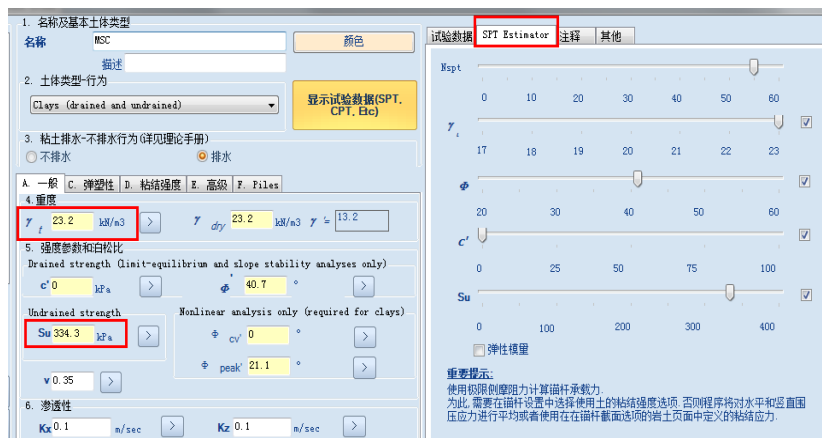 1. 名称及基本土体类型
名称 MSC 颜色
描述
2. 土体类型-行为
Clays (drained and undrained)
显示试验数据(SPT, CPT, Etc)
3. 粘土排水-不排水行为(详见理论手册)
不排水 排水
A. 一般 C. 弹塑性 D. 粘结强度 E. 高级 F. Piles
4.重度
γ t 23.2 kN/m3 > γ dry 23.2 kN/m3 γ'= 13.2
5. 强度参数和泊松比
Drained strength (limit-equilibrium and slope stability analyses only)
c' 0 kPa > Φ' 40.7 ° >
Undrained strength Nonlinear analysis only (required for clays)
Su 334.3 kPa > Φ cv' 0 ° >
Φ peak' 21.1 ° >
v 0.35 >
6. 渗透性
Kx 0.1 m/sec > Kz 0.1 m/sec >
试验数据 SPT Estimator 注释 其他
Nspt
0 10 20 30 40 50 60
γ t
17 18 19 20 21 22 23
Φ
20 30 40 50 60
c'
0 25 50 75 100
Su
0 100 200 300 400
弹性模量
重要提示:
使用极限侧摩阻力计算锚杆承载力.
为此,需要在锚杆设置中选择使用土的粘结强度选项.否则程序将对水平和竖直围
压应力进行平均或者使用在在锚杆截面选项的岩土页面中定义的粘结应力.